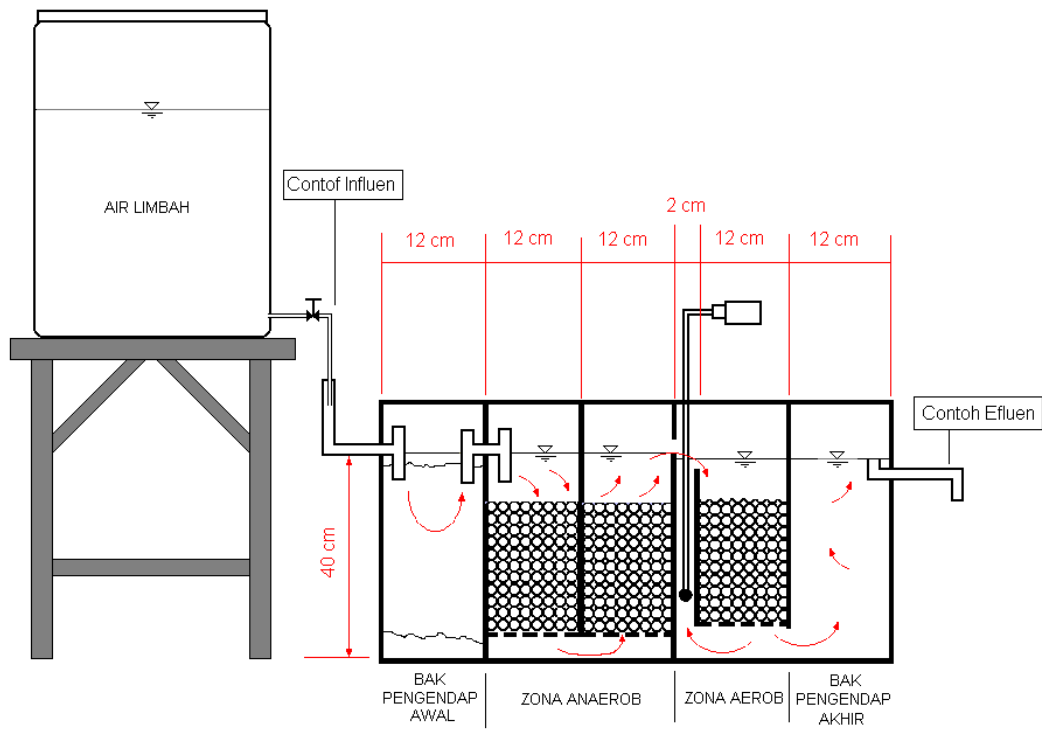 AIR LIMBAH
Contof Influen
2 cm
12 cm
12 cm
12 cm
12 cm
12 cm
40 cm
Contoh Efluen
BAK
PENGENDAP
AWAL
ZONA ANAEROB
ZONA AEROB
BAK
PENGENDAP
AKHIR